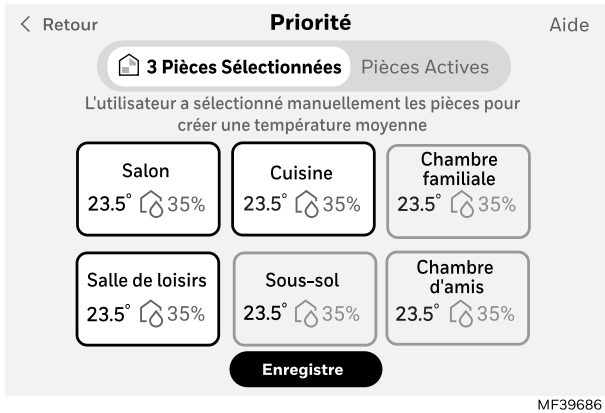 Retour
Priorité
Aide
3 Pièces Sélectionnées
Pièces Actives
L'utilisateur a sélectionné manuellement les pièces pour
créer une température moyenne
Salon
23.5° 35%
Cuisine
23.5° 35%
Chambre
familiale
23.5° 35%
Salle de loisirs
23.5° 35%
Sous-sol
23.5° 35%
Chambre
d'amis
23.5° 35%
Enregistre
MF39686